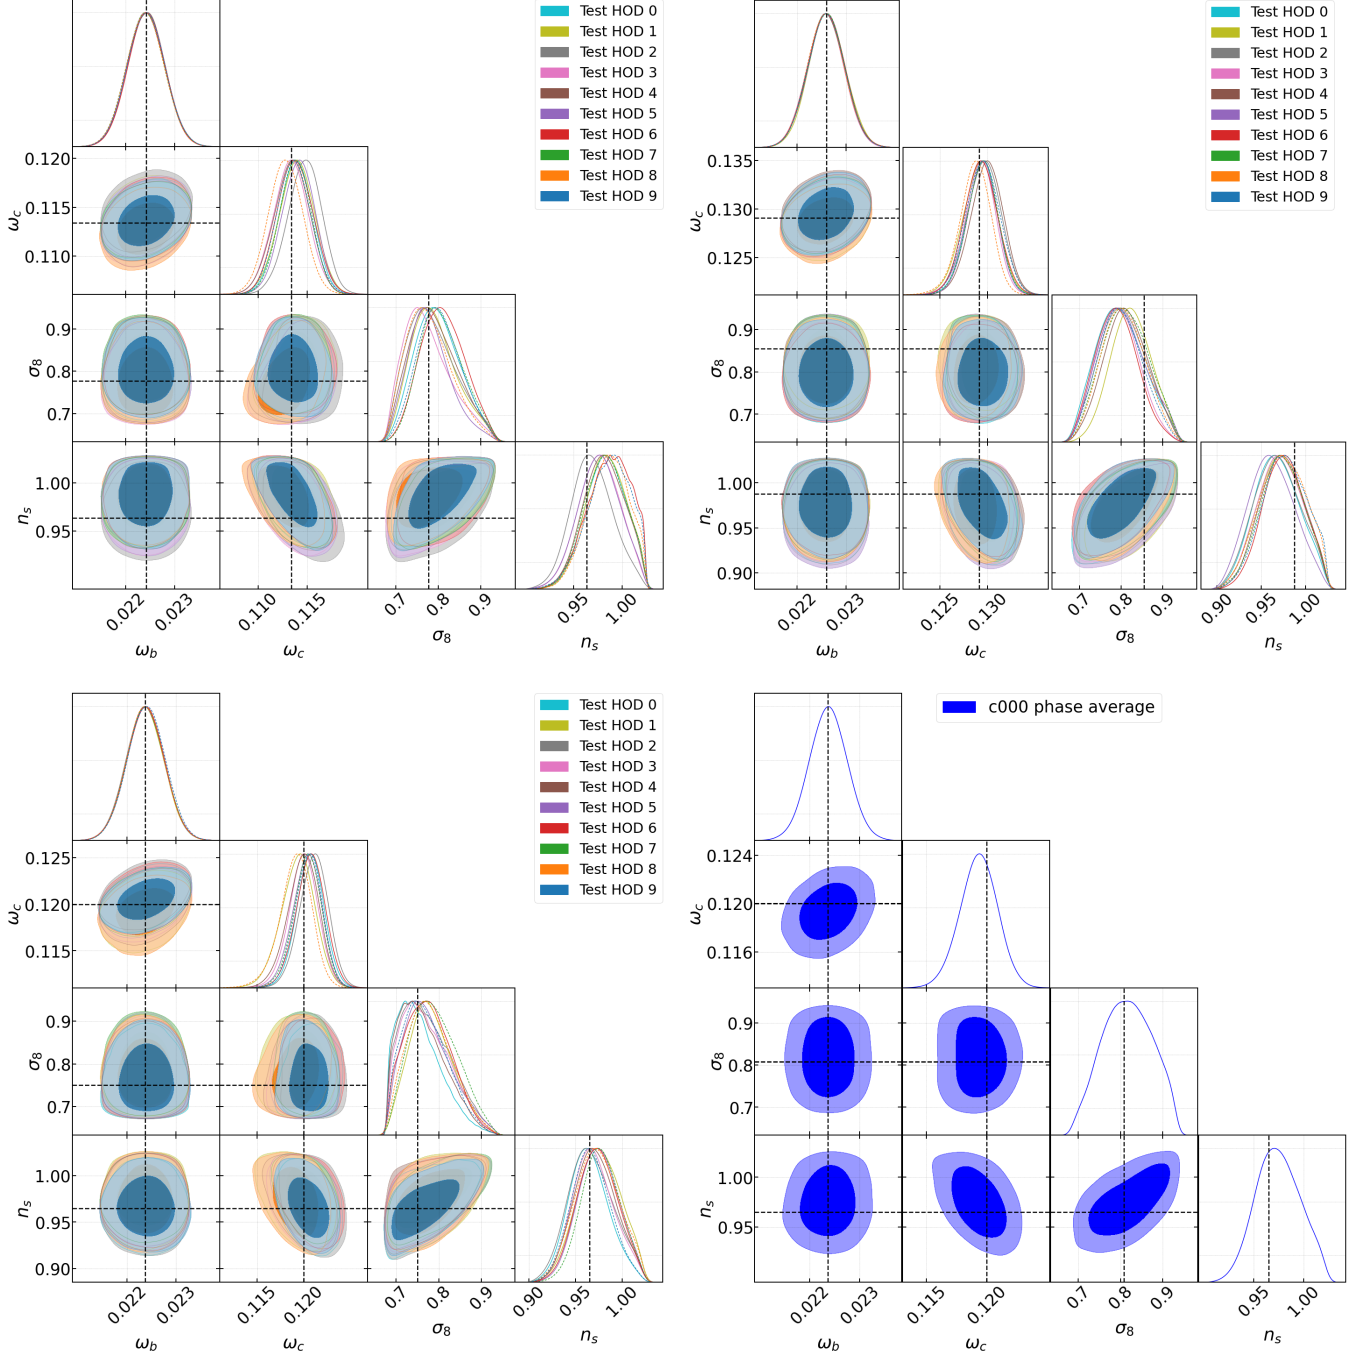 Test HOD 0
Test HOD 1
Test HOD 2
Test HOD 3
Test HOD 4
Test HOD 5
Test HOD 6
Test HOD 7
Test HOD 8
Test HOD 9
0.120
0.115
0.110
ω_c
0.9
0.8
0.7
σ_8
1.00
0.95
n_s
0.022 0.023
0.110 0.115
0.7 0.8 0.9
0.95 1.00
ω_b
ω_c
σ_8
n_s
Test HOD 0
Test HOD 1
Test HOD 2
Test HOD 3
Test HOD 4
Test HOD 5
Test HOD 6
Test HOD 7
Test HOD 8
Test HOD 9
0.135
0.130
0.125
ω_c
0.9
0.8
0.7
σ_8
1.00
0.95
0.90
n_s
0.022 0.023
0.125 0.130
0.7 0.8 0.9
0.90 0.95 1.00
ω_b
ω_c
σ_8
n_s
Test HOD 0
Test HOD 1
Test HOD 2
Test HOD 3
Test HOD 4
Test HOD 5
Test HOD 6
Test HOD 7
Test HOD 8
Test HOD 9
0.125
0.120
0.115
ω_c
0.9
0.8
0.7
σ_8
1.00
0.95
0.90
n_s
0.022 0.023
0.115 0.120
0.7 0.8 0.9
0.90 0.95 1.00
ω_b
ω_c
σ_8
n_s
c000 phase average
0.124
0.120
0.116
ω_c
0.9
0.8
0.7
σ_8
1.00
0.95
n_s
0.022 0.023
0.115 0.120
0.7 0.8 0.9
0.95 1.00
ω_b
ω_c
σ_8
n_s